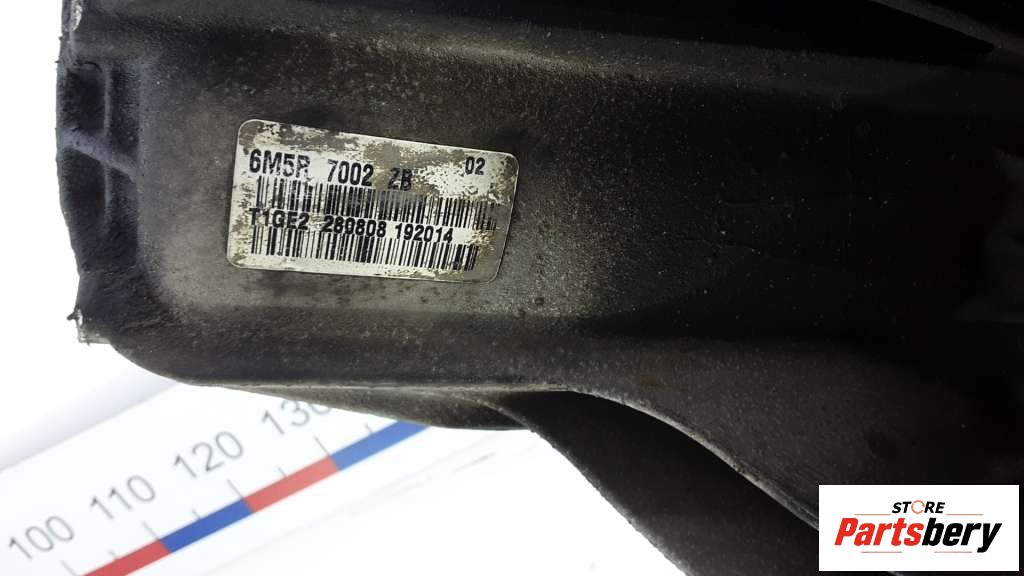 6M5R 7002 ZB 02
T1GE2 280808 192014
100 110 120 130
STORE
Partsbery